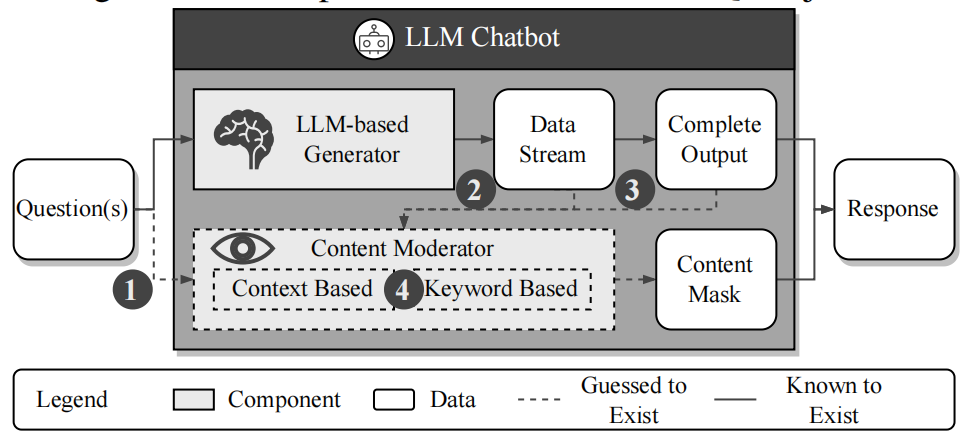 LLM Chatbot
LLM-based
Generator
Data
Stream
Complete
Output
Question(s)
2
3
Response
Content Moderator
Content
Mask
1
Context Based
4
Keyword Based
Legend
Component
Data
Guessed to
Exist
Known to
Exist